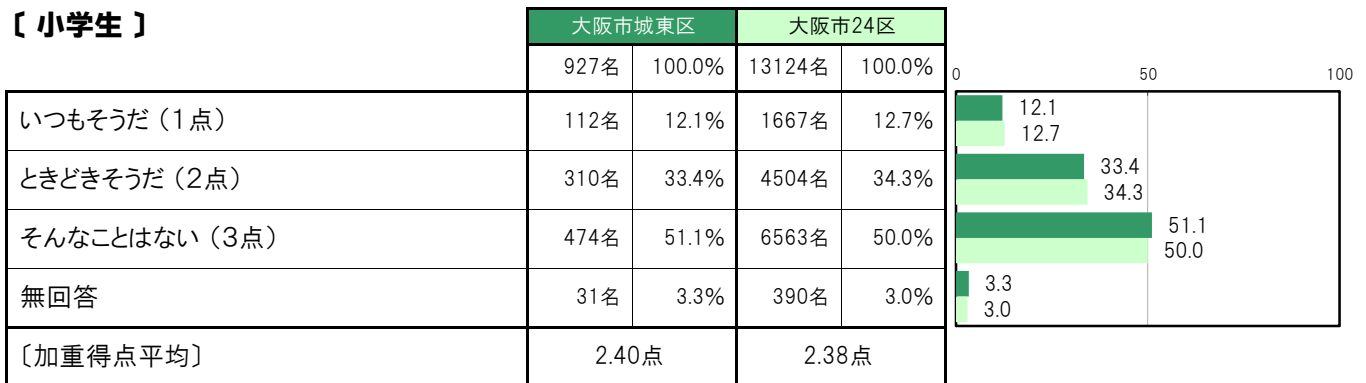 〔 小学生 〕
大阪市城東区 大阪市24区
927名 100.0% 13124名 100.0%
0 50 100
いつもそうだ（1点） 112名 12.1% 1667名 12.7%
12.1
12.7
ときどきそうだ（2点） 310名 33.4% 4504名 34.3%
33.4
34.3
そんなことはない（3点） 474名 51.1% 6563名 50.0%
51.1
50.0
無回答 31名 3.3% 390名 3.0%
3.3
3.0
〔加重得点平均〕 2.40点 2.38点